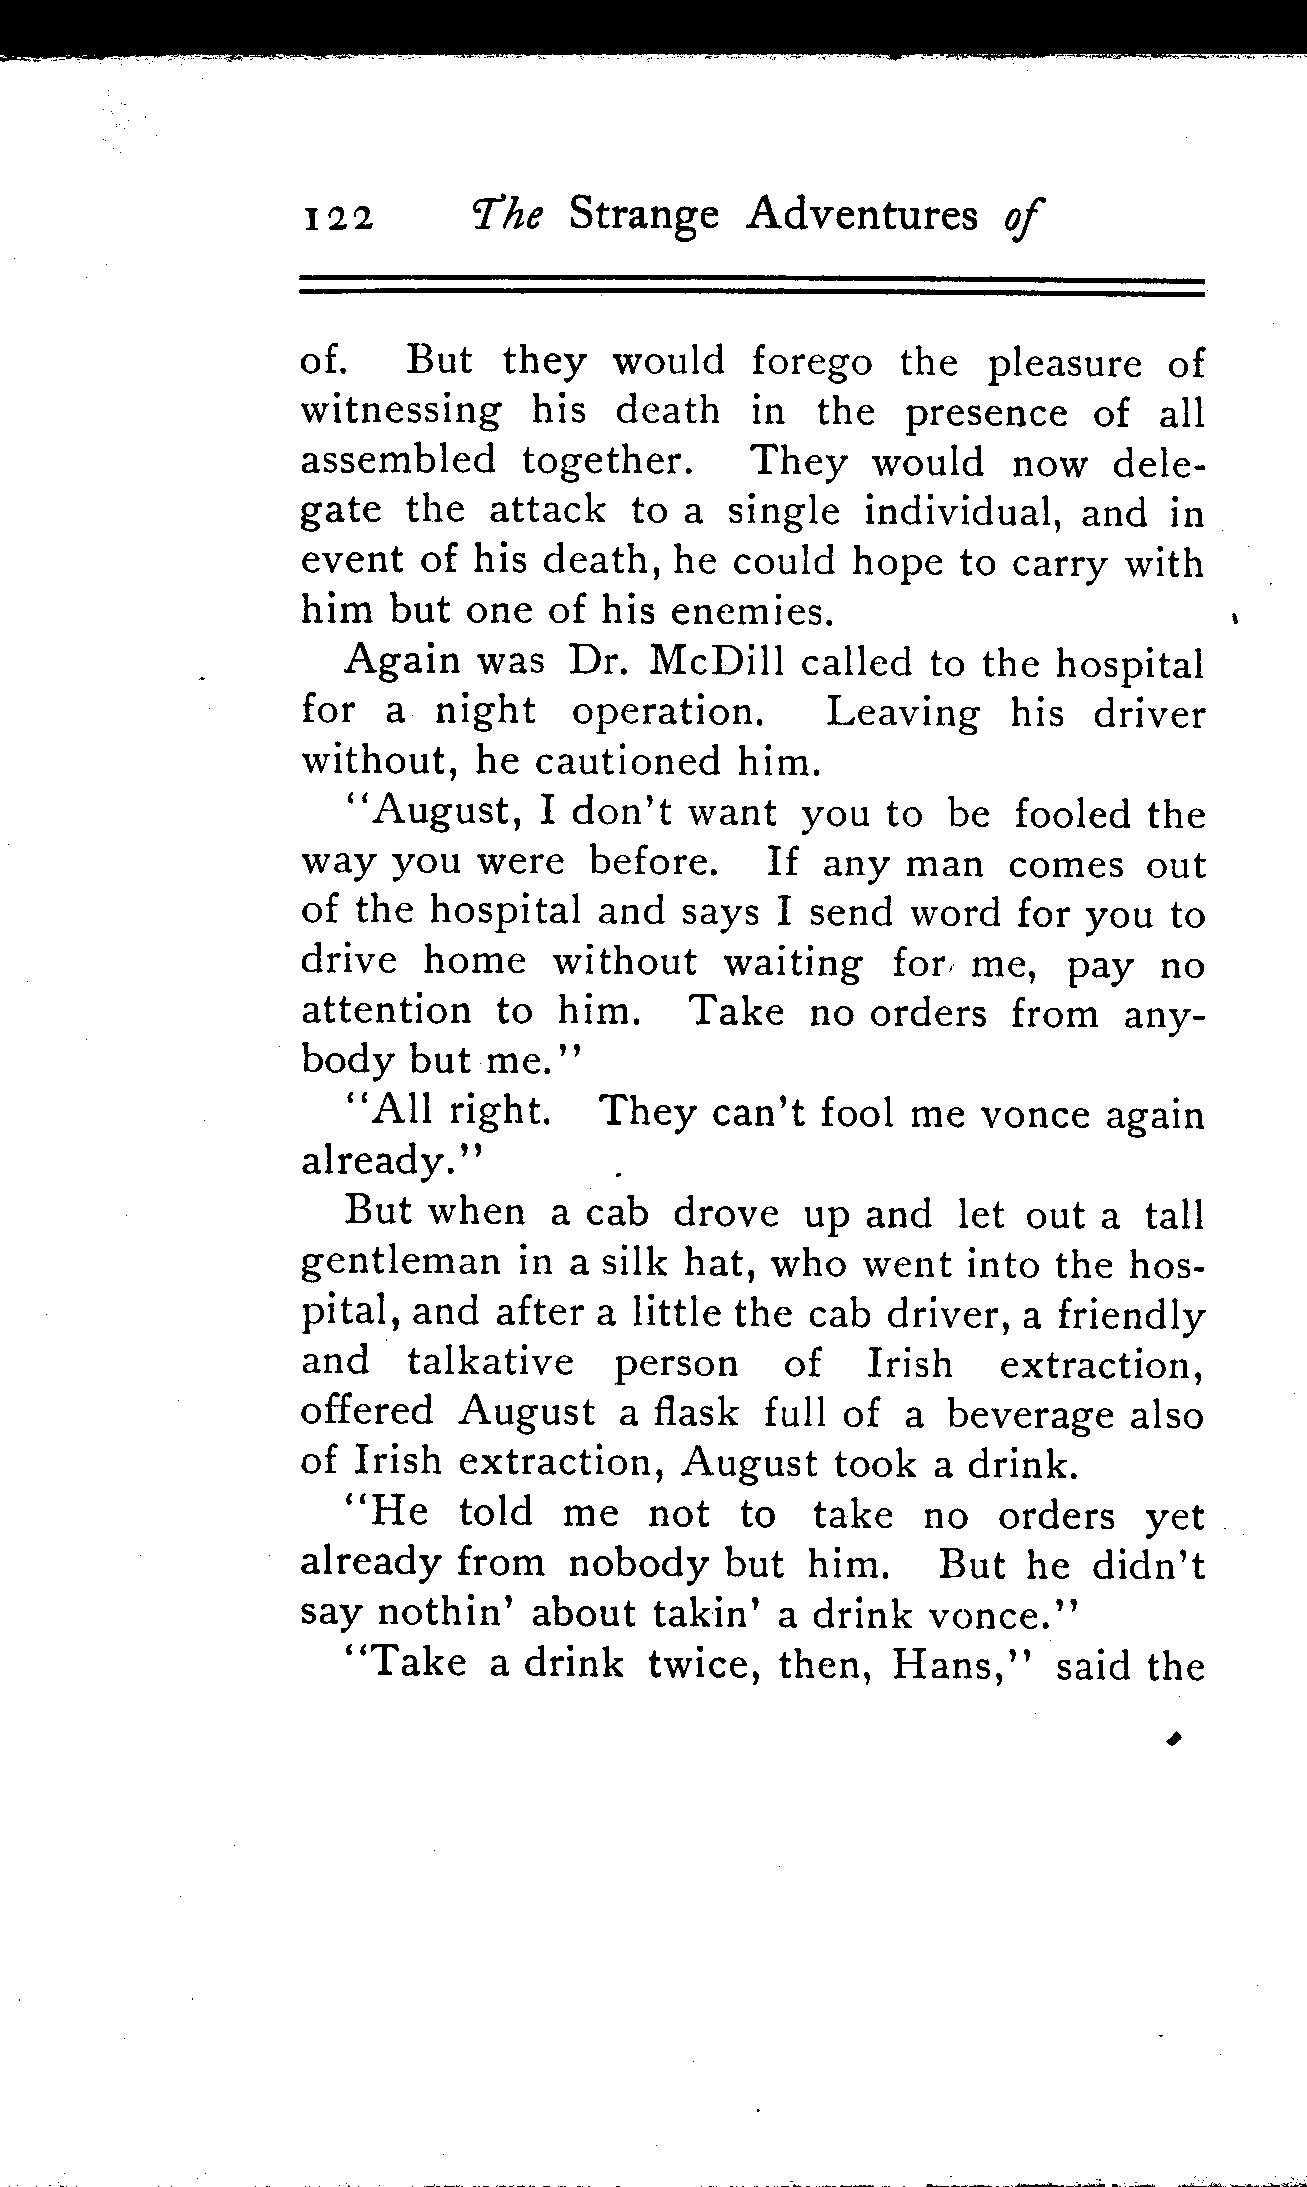 122 The Strange Adventures of
of. But they would forego the pleasure of
witnessing his death in the presence of all
assembled together. They would now dele-
gate the attack to a single individual, and in
event of his death, he could hope to carry with
him but one of his enemies.
Again was Dr. McDill called to the hospital
for a night operation. Leaving his driver
without, he cautioned him.
"August, I don't want you to be fooled the
way you were before. If any man comes out
of the hospital and says I send word for you to
drive home without waiting for me, pay no
attention to him. Take no orders from any-
body but me."
"All right. They can't fool me vonce again
already."
But when a cab drove up and let out a tall
gentleman in a silk hat, who went into the hos-
pital, and after a little the cab driver, a friendly
and talkative person of Irish extraction,
offered August a flask full of a beverage also
of Irish extraction, August took a drink.
"He told me not to take no orders yet
already from nobody but him. But he didn't
say nothin' about takin' a drink vonce."
"Take a drink twice, then, Hans," said the